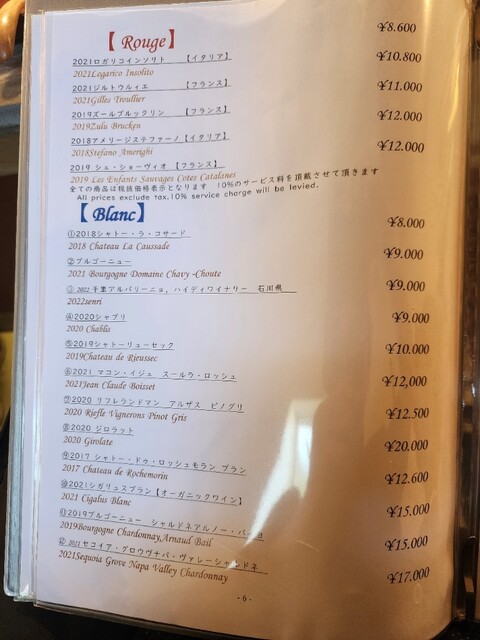 【 Rouge】
2021ロガリコインソリト 【イタリア】 ¥8.600
2021Legarico Insolito
2021ジルトゥルイエ 【フランス】 ¥10.800
2021Gilles Troullier
2019ズールブルックリン 【フランス】 ¥11.000
2019Zulu Brucken
2018アメリージステファーノ【イタリア】 ¥12.000
2018Stefano Amerighi
2019 シュ・ショーヴィオ 【フランス】 ¥12.000
2019 Les Enfants Sauvages Cotes Catalanes
全ての商品は税抜価格表示となります 10%のサービス料を頂戴させて頂きます
All prices exclude tax,10% service charge will be levied.
【Blanc】
①2018シャトー・ラ・コサード ¥8.000
2018 Chateau La Caussade
②ブルゴーニュー ¥9.000
2021 Bourgogne Domaine Chavy -Choute
③ 2022 千里アルバリーニョ, ハイディワイナリー 石川県 ¥9.000
2022senri
④2020シャブリ ¥9.000
2020 Chablis
⑤2019シャトーリューセック ¥10.000
2019Chateau de Rieussec
⑥2021 マコン・イジェ スールラ・ロッシュ ¥12,000
2021Jean Claude Boisset
⑦2020 リフレランドマン アルザス ピノグリ ¥12.500
2020 Riefle Vignerons Pinot Gris
⑧2020 ジロラット ¥20.000
2020 Girolate
⑨2017 シャトー・ドゥ・ロッシュモラン ブラン ¥12.600
2017 Chateau de Rochemorin
⑩2021シガリュスブラン【オーガニックワイン】 ¥15.000
2021 Cigalus Blanc
⑪2019ブルゴーニュー シャルドネアルノー・バ ¥15.000
2019Bourgogne Chardonnay,Arnaud Bail
⑫ 2021セコイア・グロウヴナパ・ヴァレーシャルドネ ¥17.000
2021Sequoia Grove Napa Valley Chardonnay
- 6 -